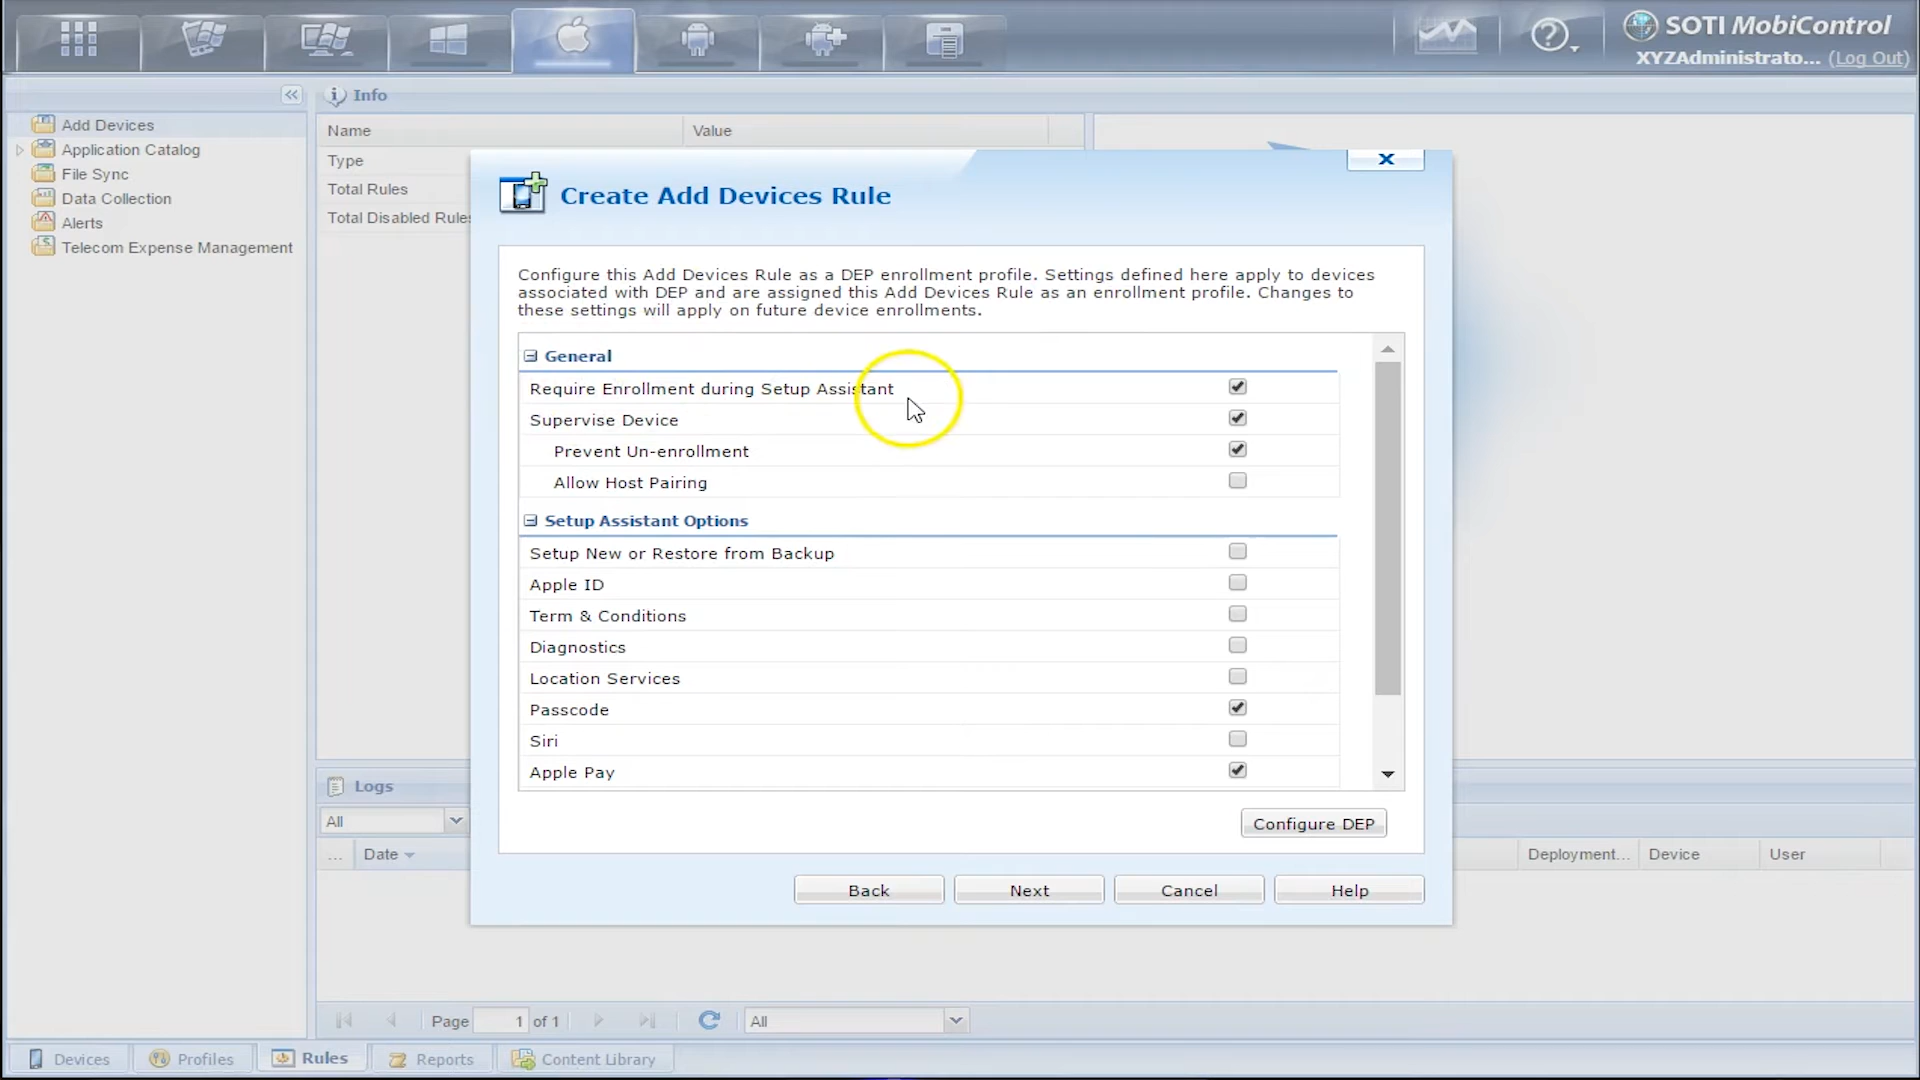 SOTI MobiControl
XYZAdministrato... (Log Out)
Info
Add Devices
Application Catalog
File Sync
Data Collection
Alerts
Telecom Expense Management
Name Value
Type
Total Rules
Total Disabled Rules
Create Add Devices Rule
Configure this Add Devices Rule as a DEP enrollment profile. Settings defined here apply to devices
associated with DEP and are assigned this Add Devices Rule as an enrollment profile. Changes to
these settings will apply on future device enrollments.
General
Require Enrollment during Setup Assistant
Supervise Device
Prevent Un-enrollment
Allow Host Pairing
Setup Assistant Options
Setup New or Restore from Backup
Apple ID
Term & Conditions
Diagnostics
Location Services
Passcode
Siri
Apple Pay
Configure DEP
Back Next Cancel Help
Logs
All
... Date Deployment... Device User
Page 1 of 1 All
Devices Profiles Rules Reports Content Library